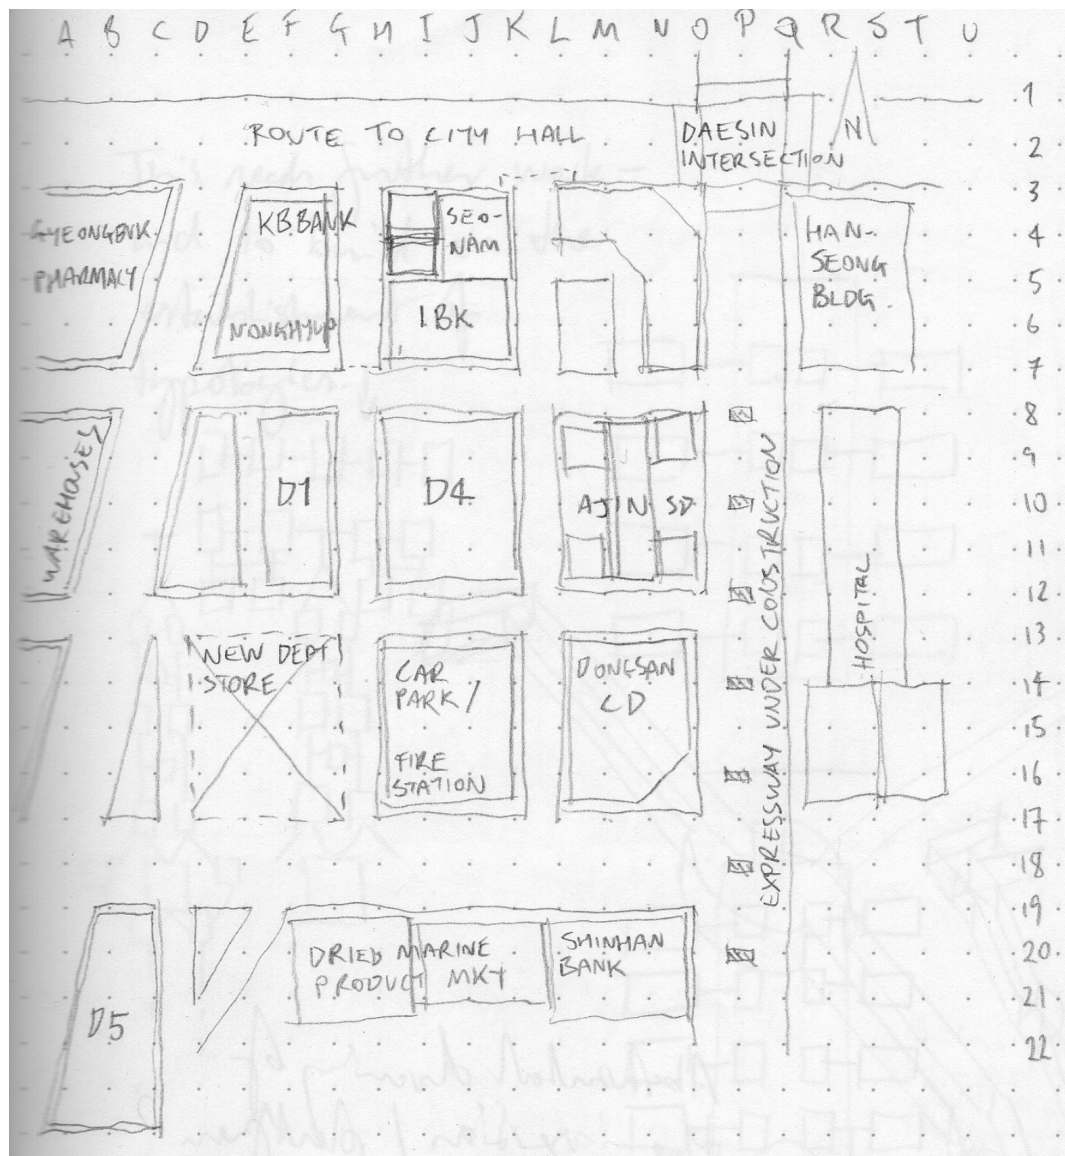 A B C D E F G H I J K L M N O P Q R S T U
1
ROUTE TO CITY HALL
DAESIN
INTERSECTION
N
2
3
GYEONGBUK
PHARMACY
KB BANK
NONGHYUP
SEO-
NAM
IBK
HAN-
SEONG
BLDG.
4
5
6
7
8
WAREHOUSES
D1
D4
AJIN SD
9
10
11
12
EXPRESSWAY UNDER CONSTRUCTION
HOSPITAL
13
NEW DEPT
STORE
CAR
PARK /
FIRE
STATION
DONGSAN
CD
14
15
16
17
18
19
DRIED MARINE
PRODUCT MKT
SHINHAN
BANK
20
21
D5
22